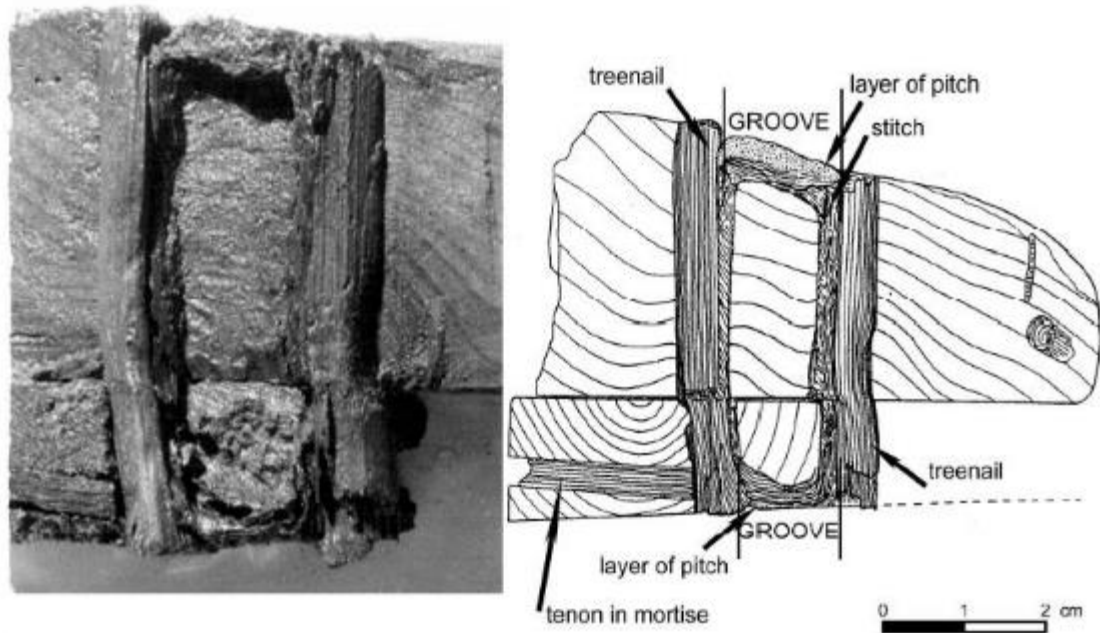 treenail
layer of pitch
GROOVE
stitch
treenail
GROOVE
layer of pitch
tenon in mortise
0 1 2 cm